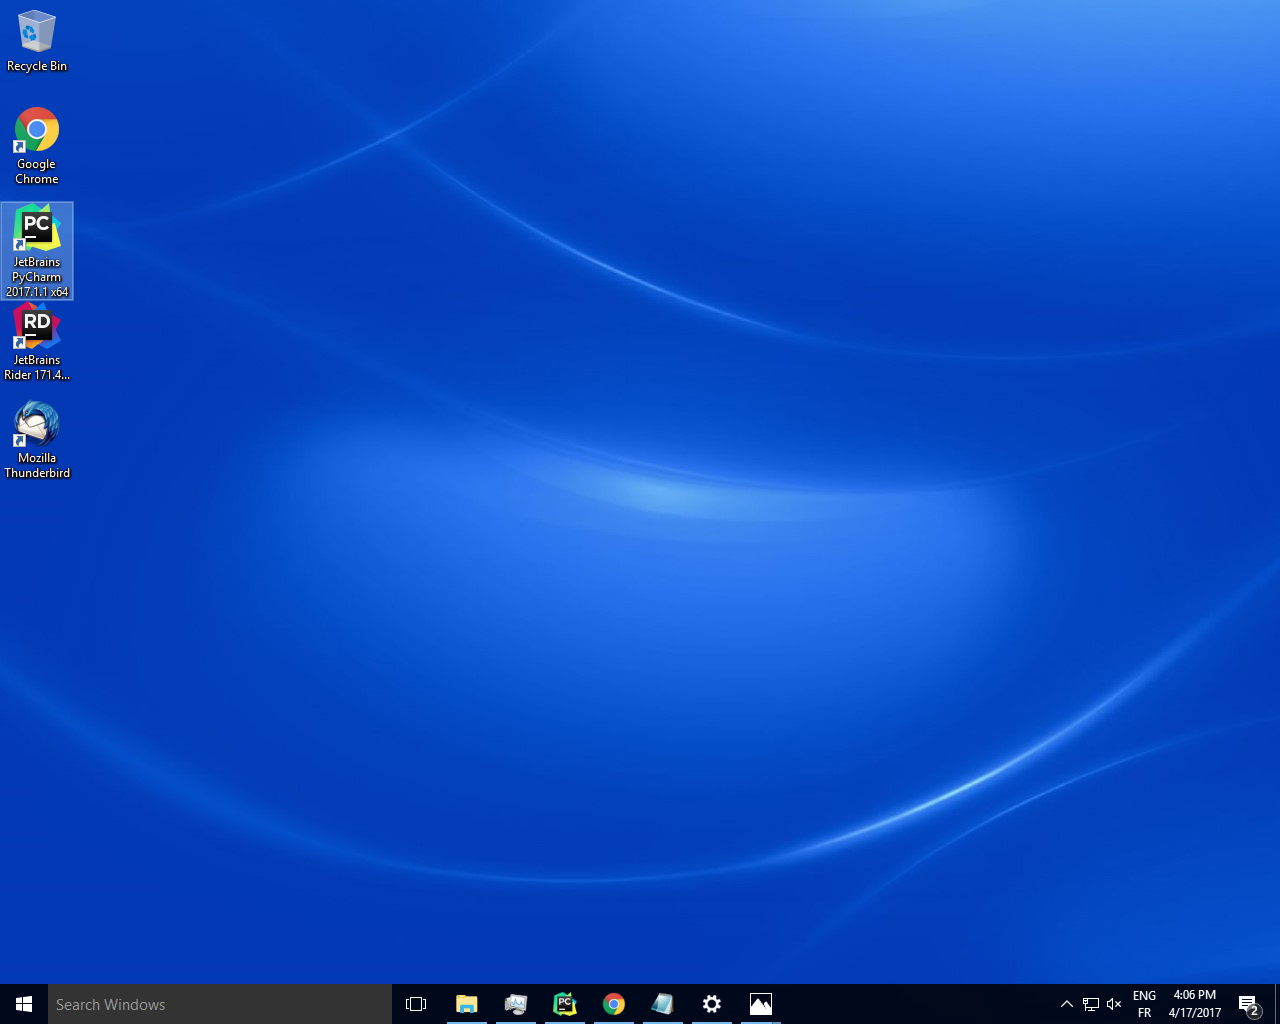 Recycle Bin
Google
Chrome
PC
JetBrains
PyCharm
2017.1.1 x64
RD
JetBrains
Rider 171.4...
Mozilla
Thunderbird
Search Windows
PC
ENG
FR
4:06 PM
4/17/2017
2